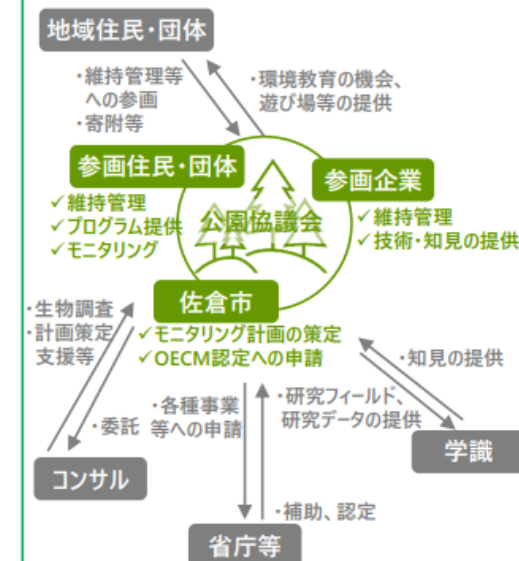 地域住民・団体
・維持管理等
への参画
・寄附等
・環境教育の機会、
遊び場等の提供
参画住民・団体
✓維持管理
✓プログラム提供
✓モニタリング
公園協議会
参画企業
✓維持管理
✓技術・知見の提供
佐倉市
✓モニタリング計画の策定
✓OECM認定への申請
・生物調査
・計画策定
支援等
・委託
・各種事業
等への申請
・研究フィールド、
研究データの提供
・知見の提供
コンサル
学識
・補助、認定
省庁等